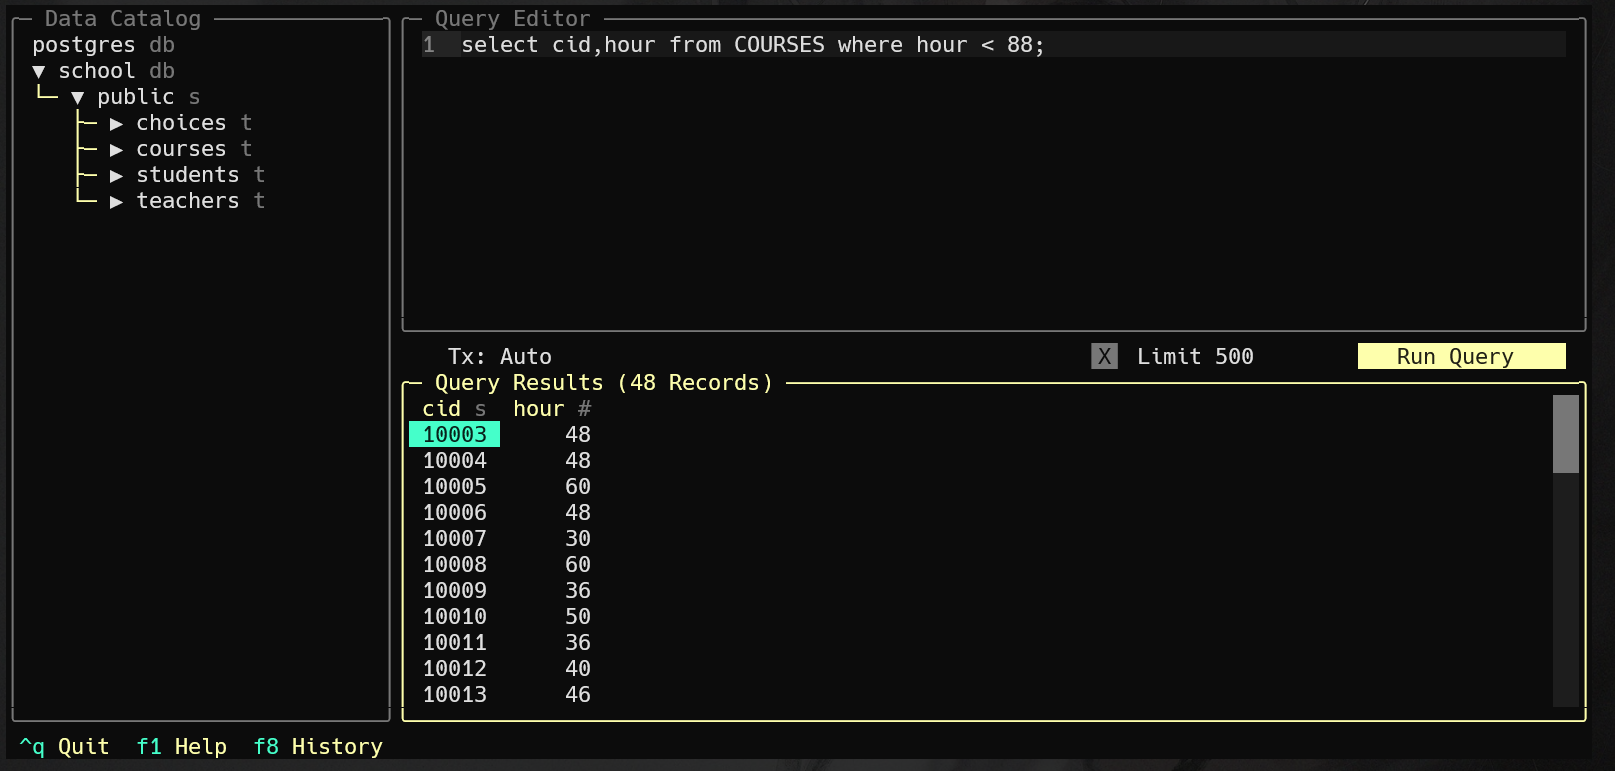 Data Catalog
postgres db
▼ school db
▼ public s
▶ choices t
▶ courses t
▶ students t
▶ teachers t
Query Editor
1 select cid,hour from COURSES where hour < 88;
Tx: Auto X Limit 500 Run Query
Query Results (48 Records)
cid s hour #
10003 48
10004 48
10005 60
10006 48
10007 30
10008 60
10009 36
10010 50
10011 36
10012 40
10013 46
^q Quit f1 Help f8 History